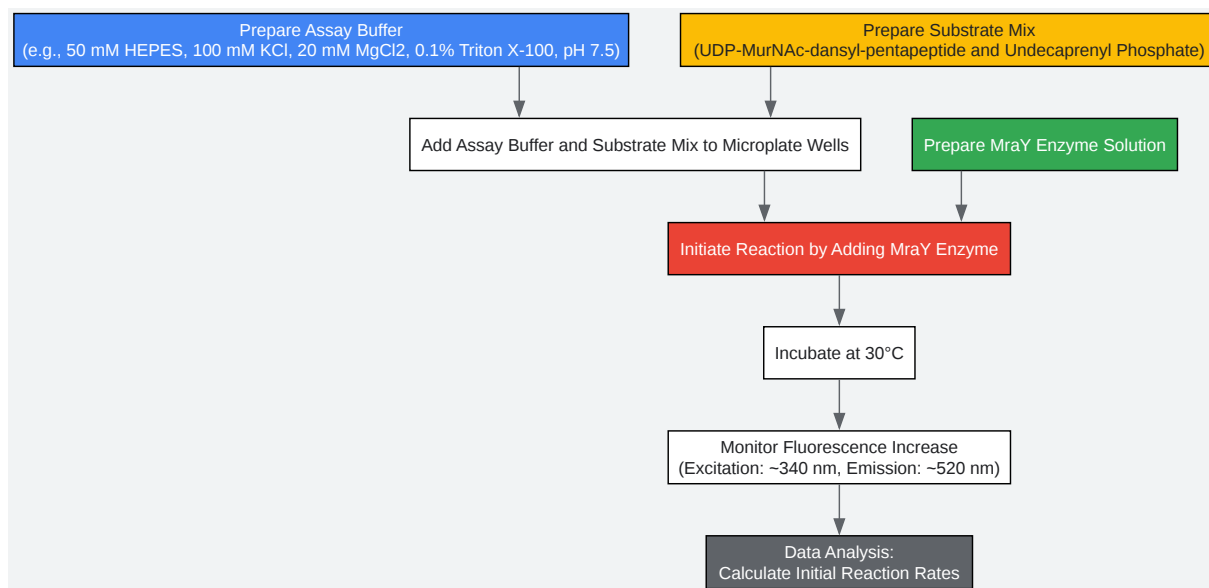 Prepare Assay Buffer
(e.g., 50 mM HEPES, 100 mM KCl, 20 mM MgCl2, 0.1% Triton X-100, pH 7.5)
Prepare Substrate Mix
(UDP-MurNAc-dansyl-pentapeptide and Undecaprenyl Phosphate)
Add Assay Buffer and Substrate Mix to Microplate Wells
Prepare MraY Enzyme Solution
Initiate Reaction by Adding MraY Enzyme
Incubate at 30°C
Monitor Fluorescence Increase
(Excitation: ~340 nm, Emission: ~520 nm)
Data Analysis:
Calculate Initial Reaction Rates